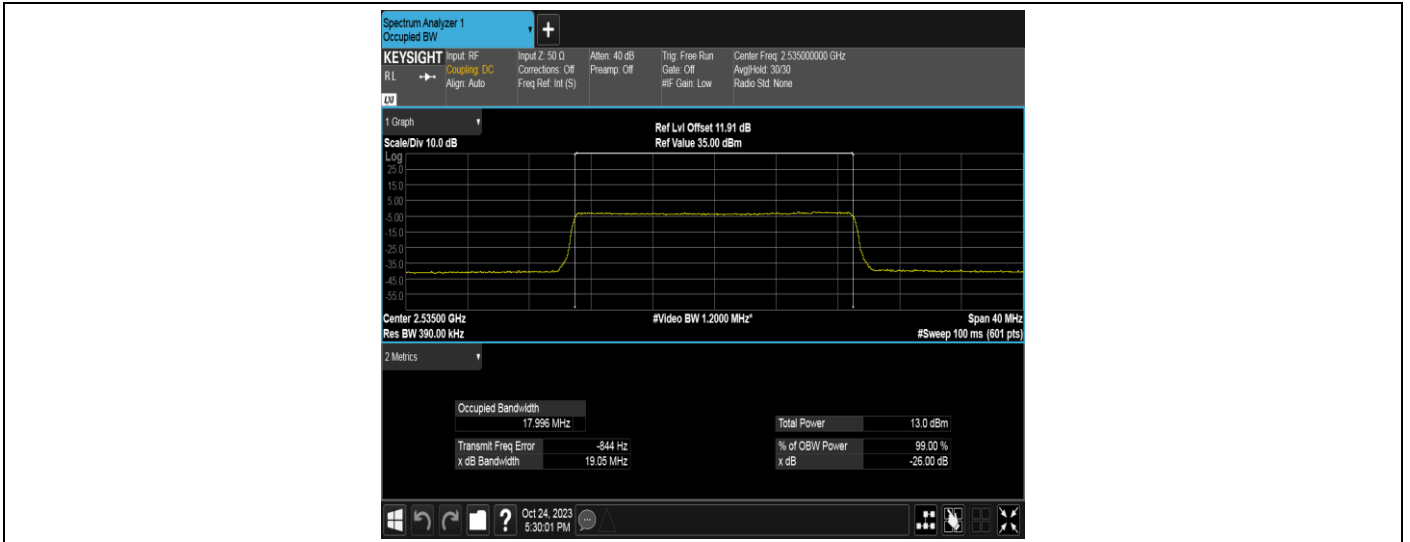 Spectrum Analyzer 1
Occupied BW
+
KEYSIGHT Input: RF Input Z: 50 Ω Atten: 40 dB Trig: Free Run Center Freq: 2.535000000 GHz
RL Coupling: DC Corrections: Off Preamp: Off Gate: Off Avg|Hold: 30/30
Align: Auto Freq Ref: Int (S) #IF Gain: Low Radio Std: None
LXI
1 Graph Ref Lvl Offset 11.91 dB
Scale/Div 10.0 dB Ref Value 35.00 dBm
Log
25.0
15.0
5.00
-5.00
-15.0
-25.0
-35.0
-45.0
-55.0
Center 2.53500 GHz #Video BW 1.2000 MHz* Span 40 MHz
Res BW 390.00 kHz #Sweep 100 ms (601 pts)
2 Metrics
Occupied Bandwidth
17.996 MHz Total Power 13.0 dBm
Transmit Freq Error -844 Hz % of OBW Power 99.00 %
x dB Bandwidth 19.05 MHz x dB -26.00 dB
? Oct 24, 2023
5:30:01 PM